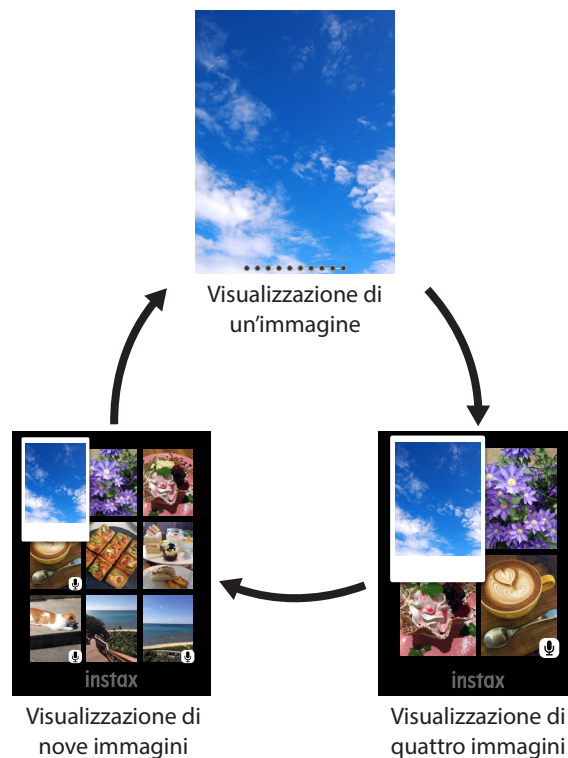 Visualizzazione di
un'immagine
instax
instax
Visualizzazione di
nove immagini
Visualizzazione di
quattro immagini